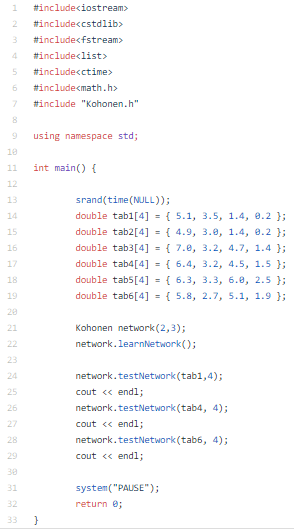 1 #include<iostream>
2 #include<cstdlib>
3 #include<fstream>
4 #include<list>
5 #include<ctime>
6 #include<math.h>
7 #include "Kohonen.h"
8
9 using namespace std;
10
11 int main() {
12
13 srand(time(NULL));
14 double tab1[4] = { 5.1, 3.5, 1.4, 0.2 };
15 double tab2[4] = { 4.9, 3.0, 1.4, 0.2 };
16 double tab3[4] = { 7.0, 3.2, 4.7, 1.4 };
17 double tab4[4] = { 6.4, 3.2, 4.5, 1.5 };
18 double tab5[4] = { 6.3, 3.3, 6.0, 2.5 };
19 double tab6[4] = { 5.8, 2.7, 5.1, 1.9 };
20
21 Kohonen network(2,3);
22 network.learnNetwork();
23
24 network.testNetwork(tab1,4);
25 cout << endl;
26 network.testNetwork(tab4, 4);
27 cout << endl;
28 network.testNetwork(tab6, 4);
29 cout << endl;
30
31 system("PAUSE");
32 return 0;
33 }